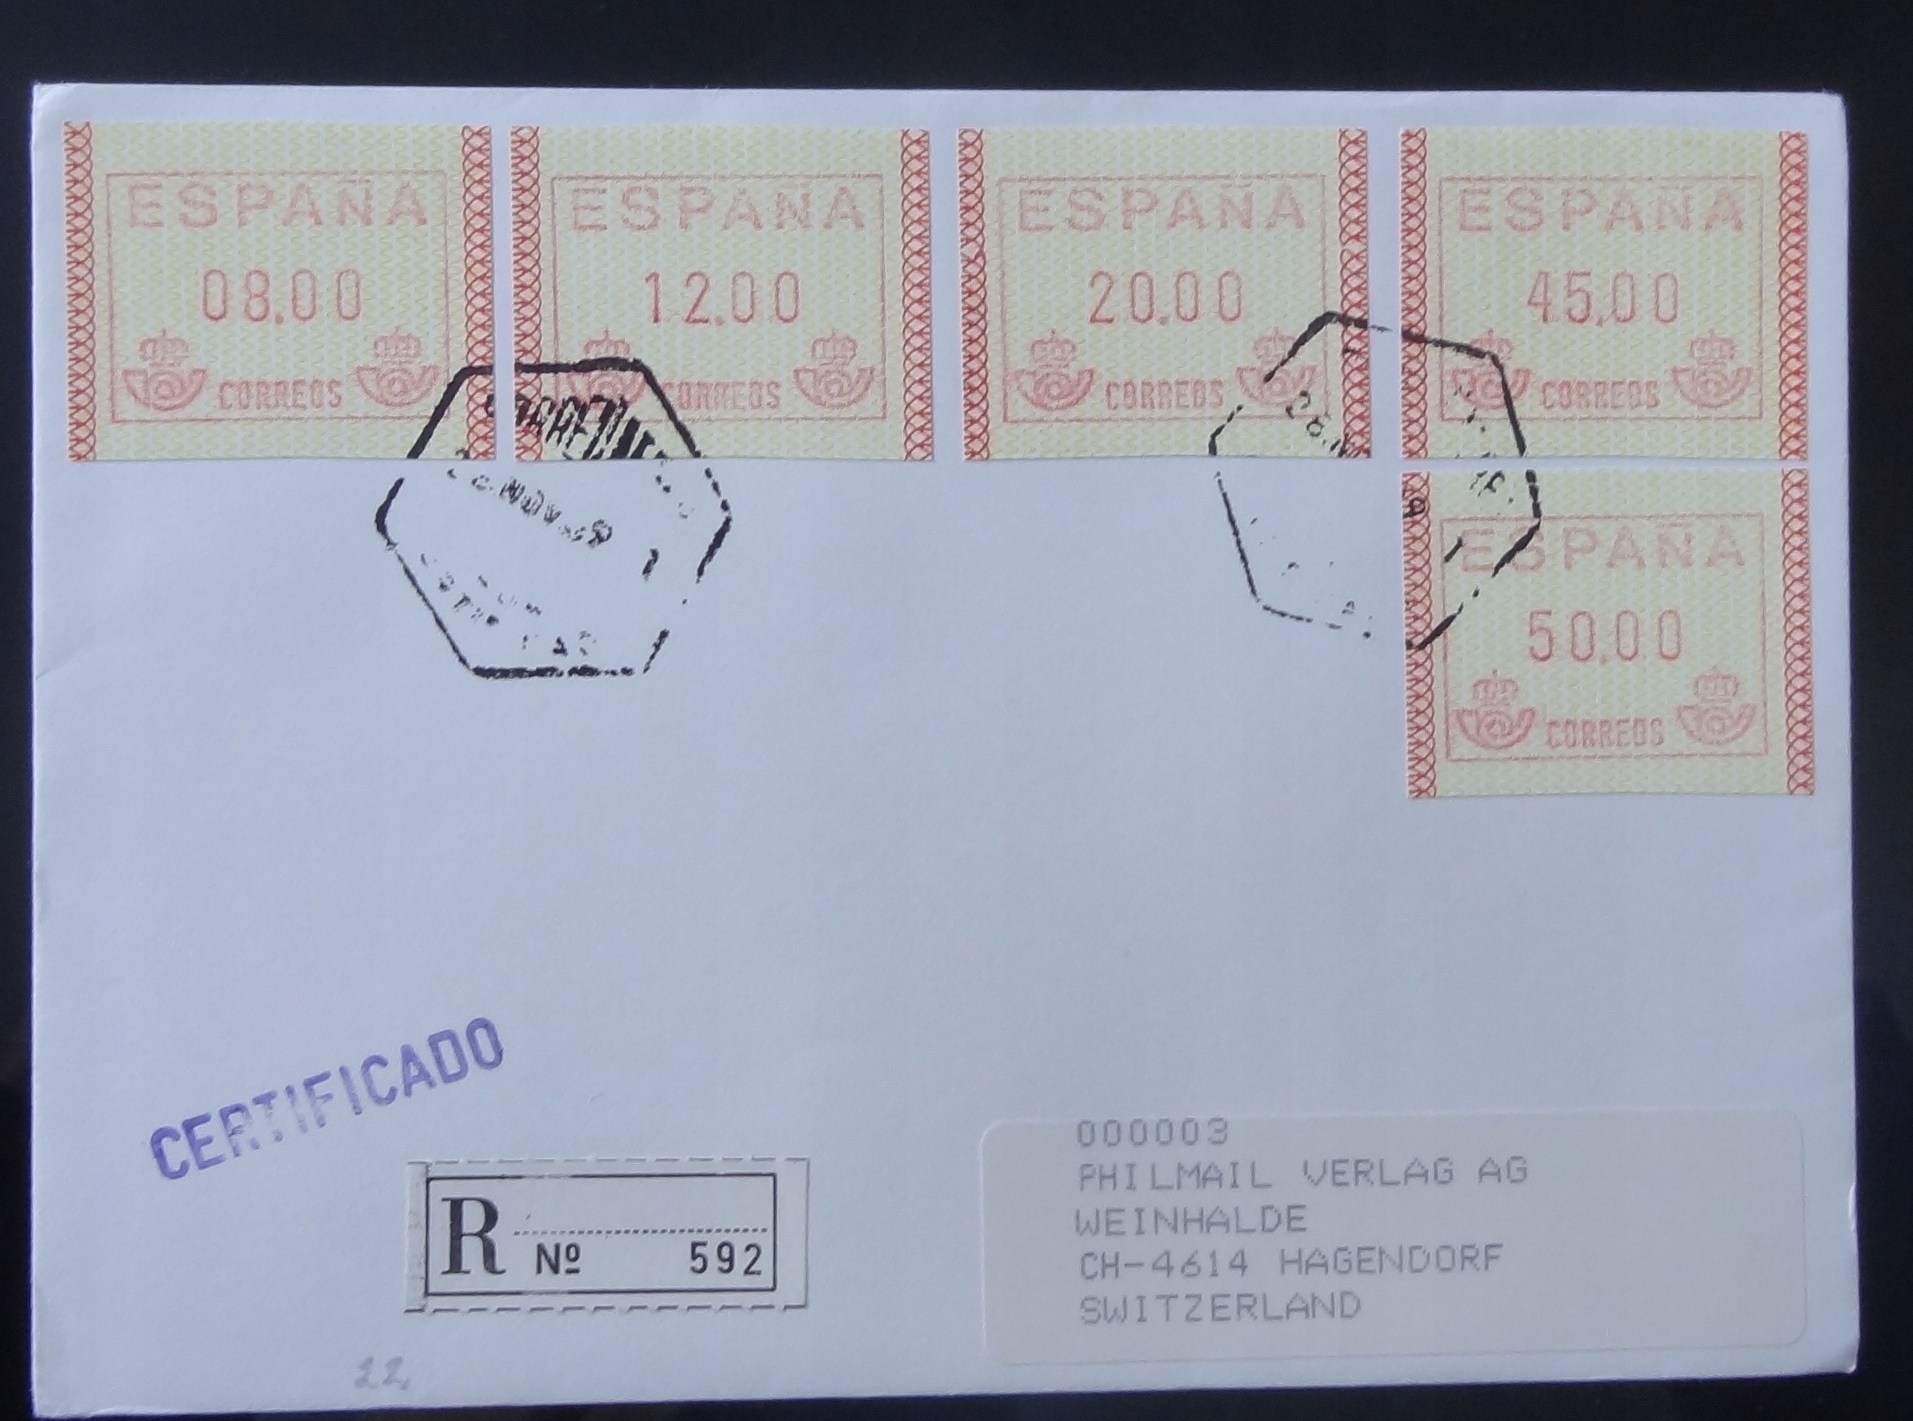 ESPAÑA
08.00
CORREOS
ESPAÑA
12.00
CORREOS
ESPAÑA
20.00
CORREOS
ESPAÑA
45.00
CORREOS
ESPAÑA
50.00
CORREOS
CERTIFICADO
R Nº 592
000003
PHILMAIL VERLAG AG
WEINHALDE
CH-4614 HAGENDORF
SWITZERLAND
22